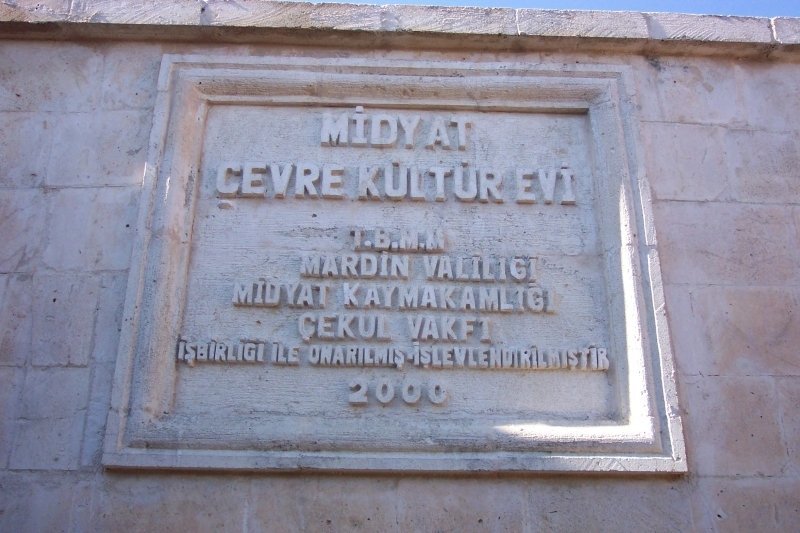 MİDYAT
ÇEVRE KÜLTÜR EVİ
T.B.M.M
MARDİN VALİLİĞİ
MİDYAT KAYMAKAMLIĞI
ÇEKÜL VAKFI
İŞBİRLİĞİ İLE ONARILMIŞ-İŞLEVLENDİRİLMİŞTİR
2000